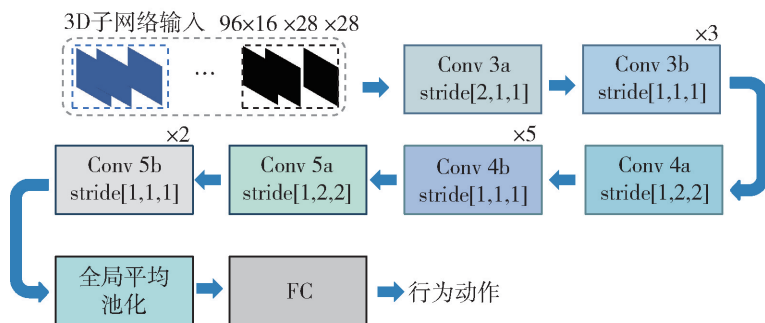 3D子网络输入 96×16 ×28 ×28
...
×3
Conv 3a
stride[2,1,1]
Conv 3b
stride[1,1,1]
×2
×5
Conv 5b
stride[1,1,1]
Conv 5a
stride[1,2,2]
Conv 4b
stride[1,1,1]
Conv 4a
stride[1,2,2]
全局平均
池化
FC
行为动作